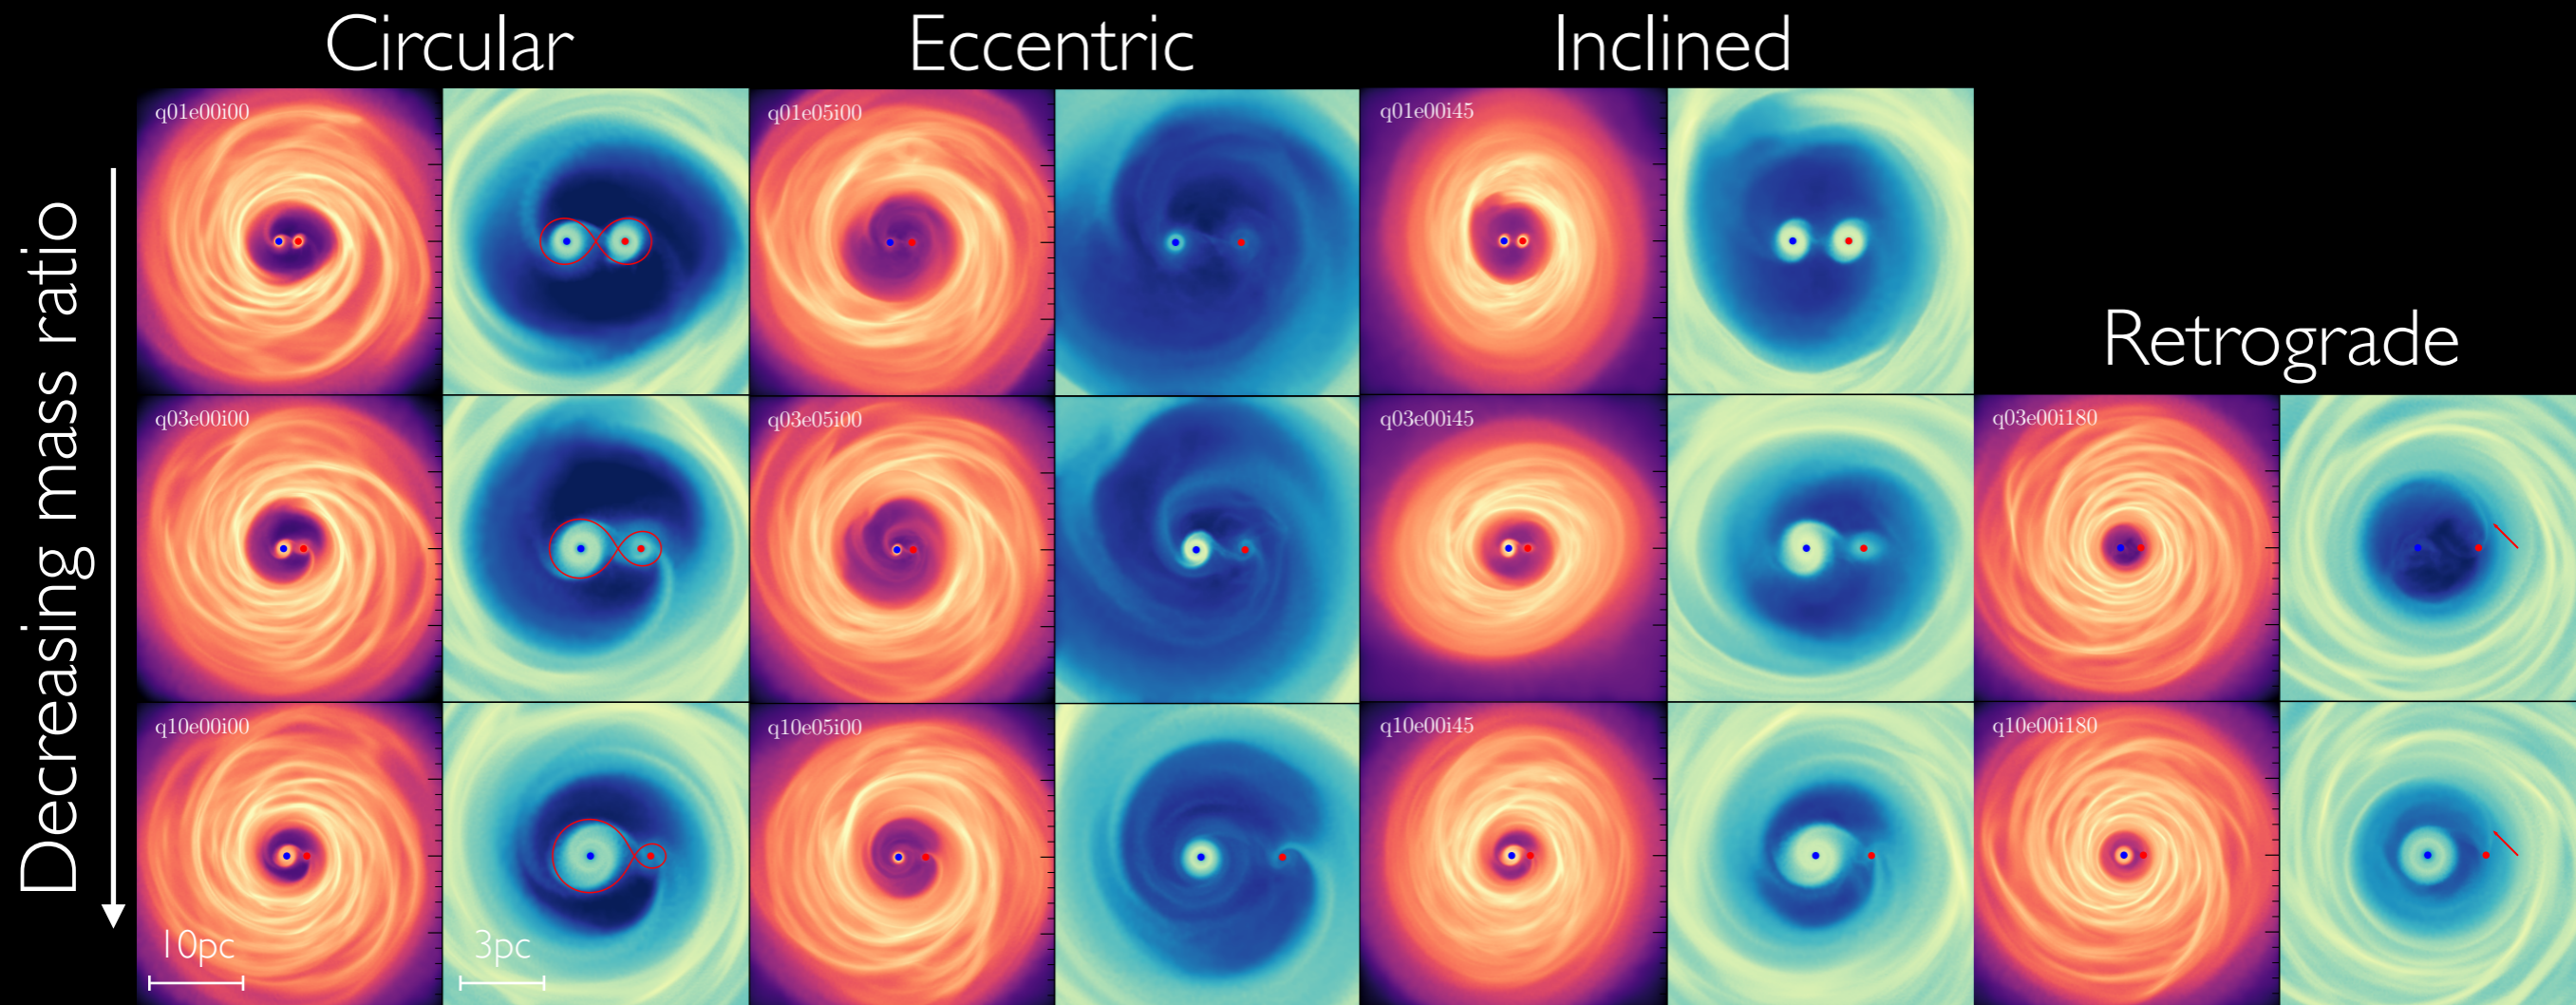 Circular
Eccentric
Inclined
Retrograde
Decreasing mass ratio
q01e00i00
q01e05i00
q01e00i45
q03e00i00
q03e05i00
q03e00i45
q03e00i180
q10e00i00
q10e05i00
q10e00i45
q10e00i180
10pc
3pc